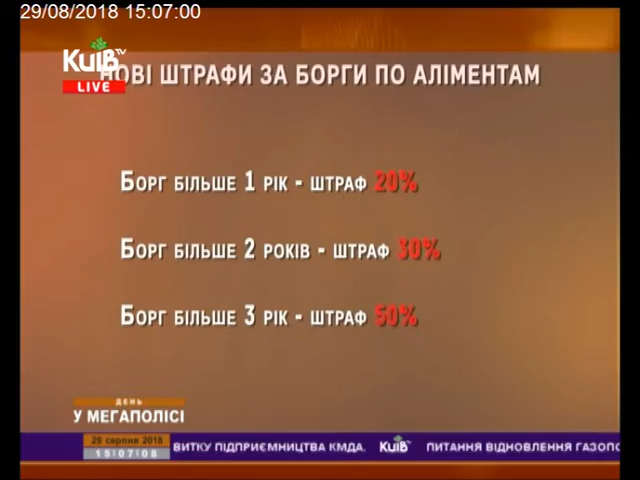 29/08/2018 15:07:00
КиїВ TV
LIVE
НОВІ ШТРАФИ ЗА БОРГИ ПО АЛІМЕНТАМ
БОРГ БІЛЬШЕ 1 РІК - ШТРАФ 20%
БОРГ БІЛЬШЕ 2 РОКІВ - ШТРАФ 30%
БОРГ БІЛЬШЕ 3 РІК - ШТРАФ 50%
ДЕНЬ
У МЕГАПОЛІСІ
29 серпня 2018
15:07:08
ВИТКУ ПІДПРИЄМНИЦТВА КМДА. КиїВ ПИТАННЯ ВІДНОВЛЕННЯ ГАЗОПО